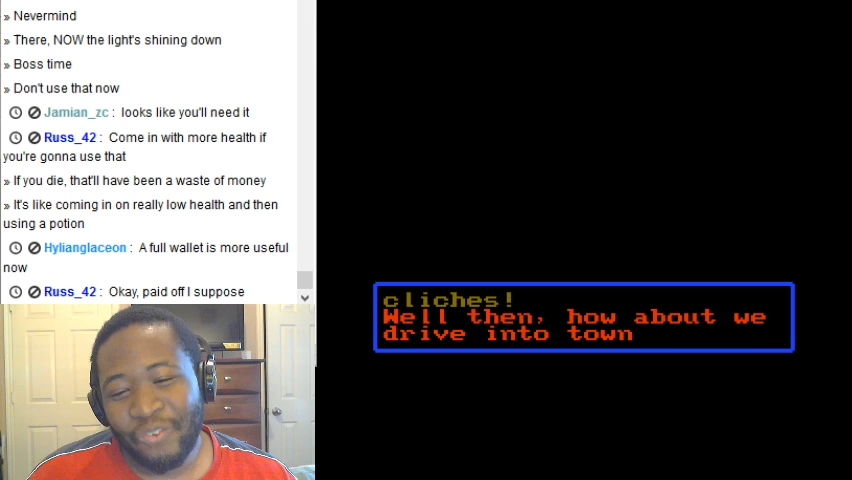 » Nevermind
» There, NOW the light's shining down
» Boss time
» Don't use that now
Jamian_zc : looks like you'll need it
Russ_42 : Come in with more health if
you're gonna use that
» If you die, that'll have been a waste of money
» It's like coming in on really low health and then
using a potion
Hylianglaceon : A full wallet is more useful
now
Russ_42 : Okay, paid off I suppose
cliches!
Well then, how about we
drive into town